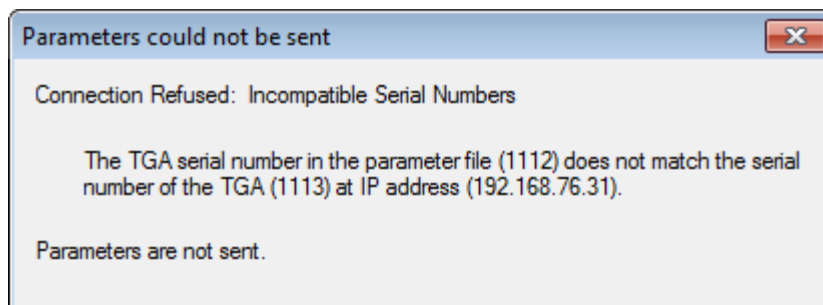 Parameters could not be sent
Connection Refused: Incompatible Serial Numbers
The TGA serial number in the parameter file (1112) does not match the serial
number of the TGA (1113) at IP address (192.168.76.31).
Parameters are not sent.